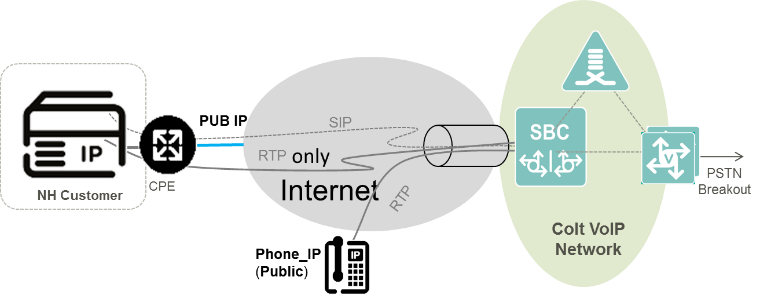 PUB IP
SIP
SBC
IP
RTP only
NH Customer
CPE
Internet
RTP
V
PSTN
Breakout
Colt VoIP
Network
Phone_IP
(Public)
IP